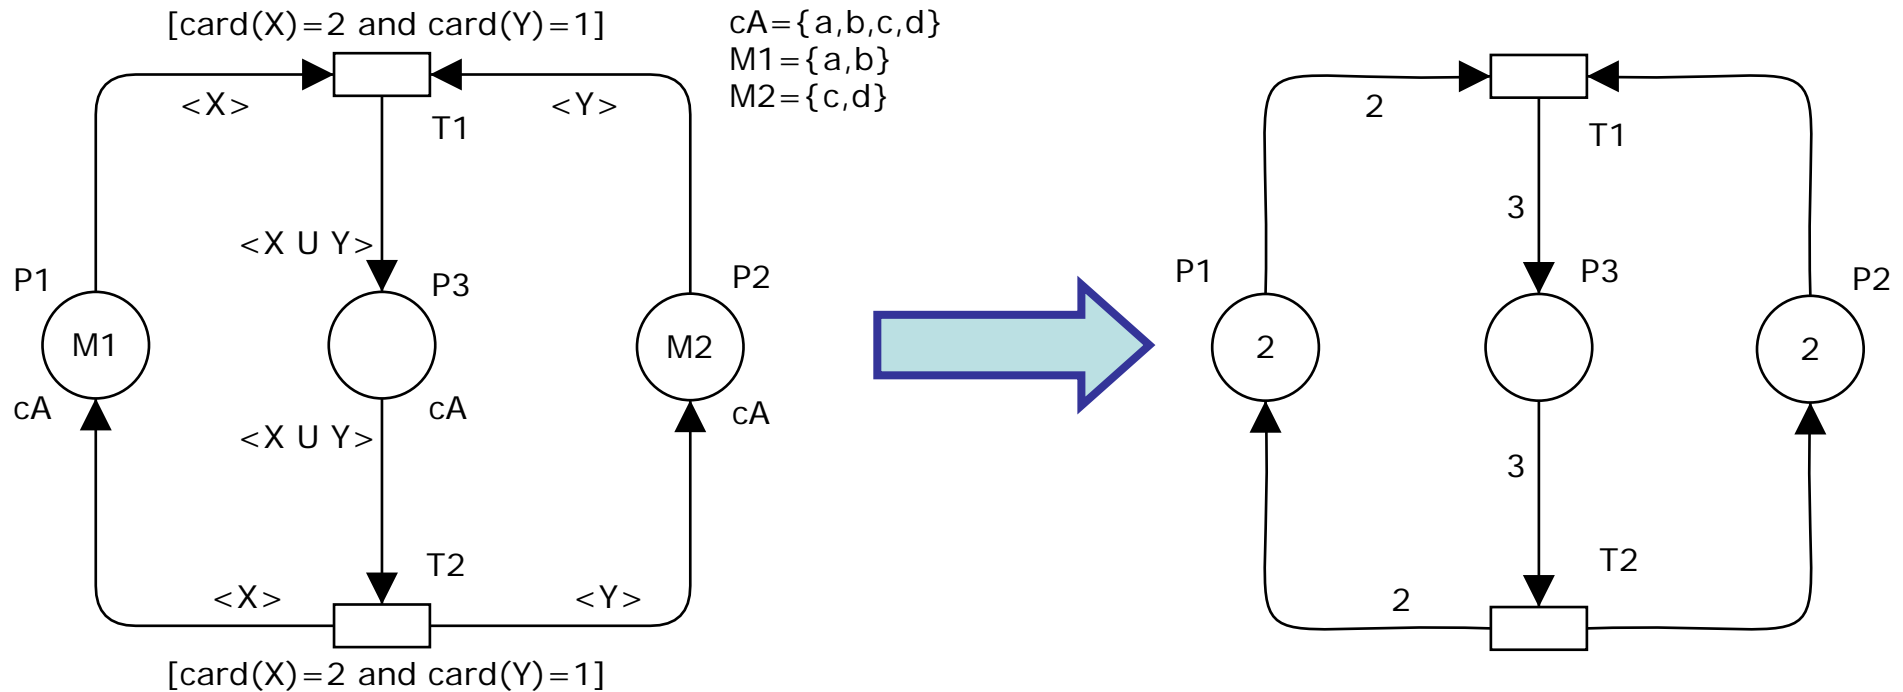 [card(X)=2 and card(Y)=1]
cA={a,b,c,d}
M1={a,b}
M2={c,d}
<X>
<Y>
T1
<X U Y>
P1
P3
P2
M1
M2
cA
cA
cA
<X U Y>
T2
<X>
<Y>
[card(X)=2 and card(Y)=1]
2
T1
3
P1
P3
P2
2
2
3
T2
2